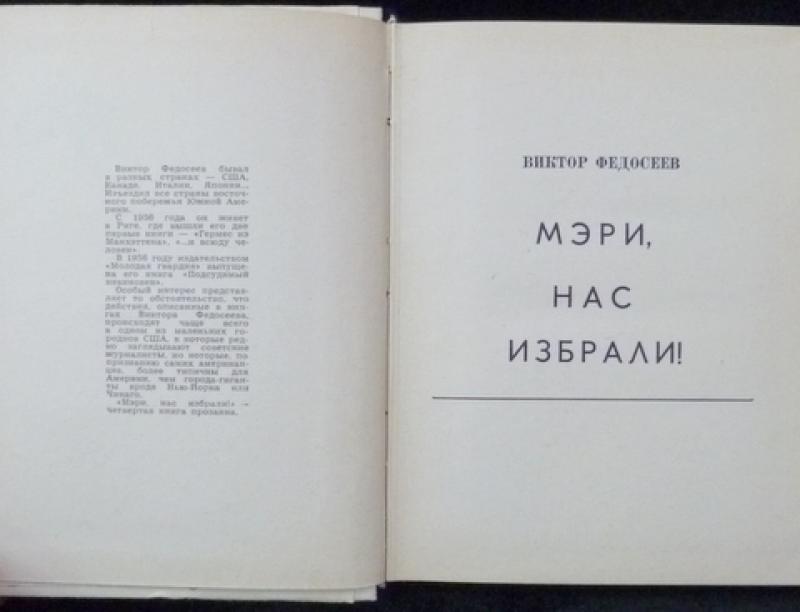 Виктор Федосеев бывал
в разных странах — США,
Канаде, Италии, Японии...
Изъездил все страны восточ-
ного побережья Южной Аме-
рики.
С 1956 года он живет
в Риге, где вышли его две
первые книги — «Гермес из
Манхэттена», «...и всюду че-
ловек».
В 1956 году издательством
«Молодая гвардия» выпуще-
на его книга «Подсудимый
невиновен».
Особый интерес представ-
ляет то обстоятельство, что
действия, описанные в кни-
гах Виктора Федосеева,
происходят чаще всего
в одном из маленьких го-
родков США, в которые ред-
ко заглядывают советские
журналисты, но которые, по
признанию самих американ-
цев, более типичны для
Америки, чем города-гиган-
ты вроде Нью-Йорка или
Чикаго.
«Мэри, нас избрали!» —
четвертая книга прозаика.
ВИКТОР ФЕДОСЕЕВ
МЭРИ,
НАС
ИЗБРАЛИ!